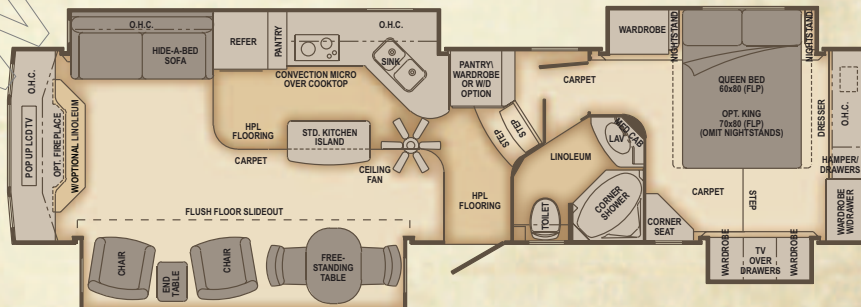 O.H.C.
HIDE-A-BED
SOFA
REFER
PANTRY
O.H.C.
SINK
CONVECTION MICRO
OVER COOKTOP
PANTRY\
WARDROBE
OR W/D
OPTION
O.H.C.
POP UP LCD TV
OPT. FIREPLACE
W/OPTIONAL LINOLEUM
HPL
FLOORING
CARPET
STD. KITCHEN
ISLAND
CEILING
FAN
STEP
STEP
HPL
FLOORING
FLUSH FLOOR SLIDEOUT
CHAIR
END
TABLE
CHAIR
FREE-
STANDING
TABLE
WARDROBE
NIGHTSTAND
NIGHTSTAND
CARPET
QUEEN BED
60x80 (FLP)
OPT. KING
70x80 (FLP)
(OMIT NIGHTSTANDS)
DRESSER
O.H.C.
HAMPER/
DRAWERS
MED CAB
LAV
LINOLEUM
TOILET
CORNER
SHOWER
CARPET
STEP
CORNER
SEAT
WARDROBE
W/DRAWER
WARDROBE
TV
OVER
DRAWERS
WARDROBE